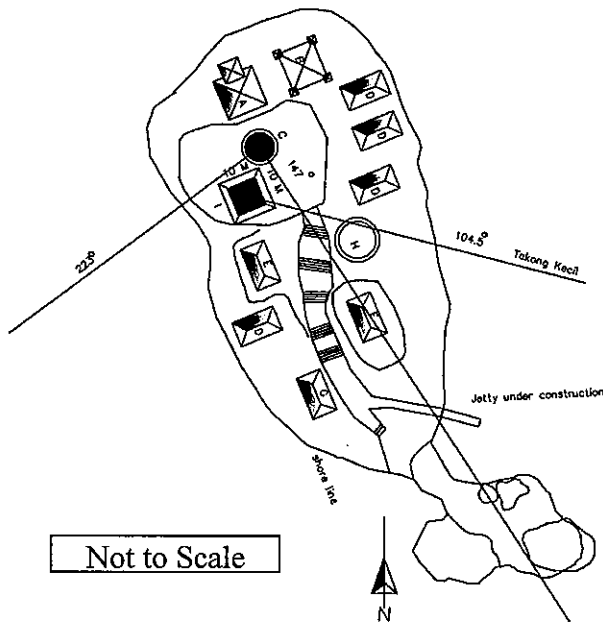 B
A
D
C
D
147°
10 M
10 M
D
I
H
104.5°
Takong Kecil
223°
E
F
D
G
Jetty under construction
shore line
Not to Scale
N